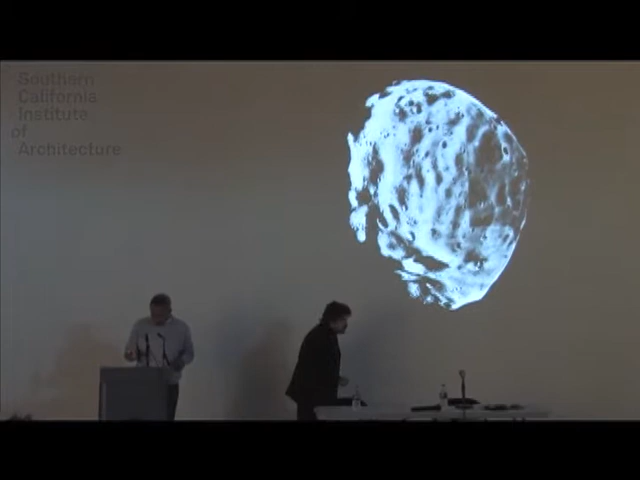 Southern
California
Institute
of
Architecture